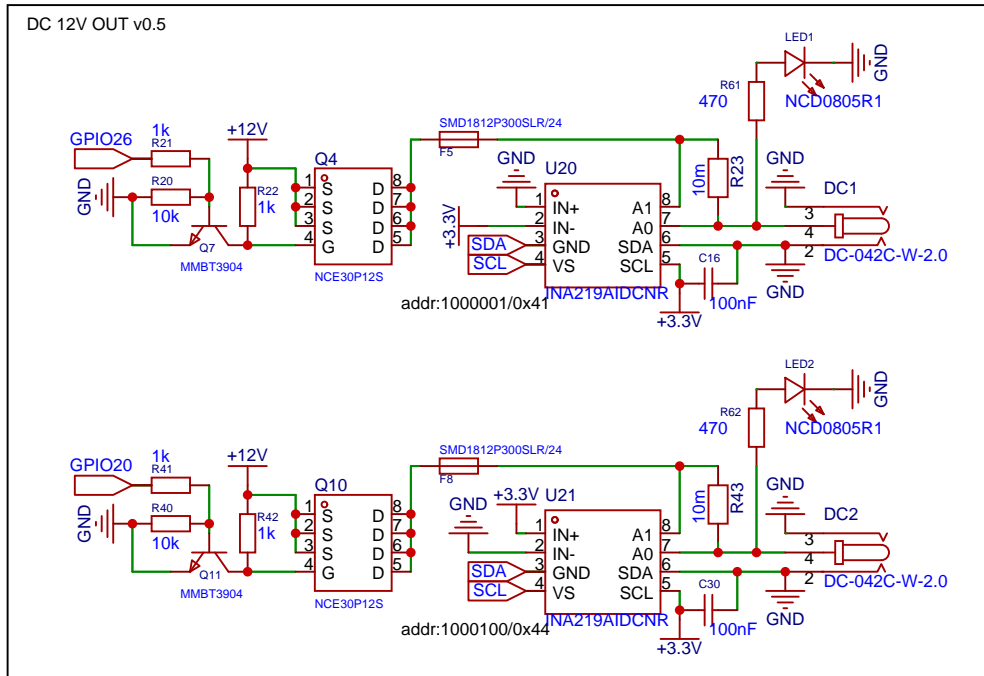 DC 12V OUT v0.5
LED1
GND
R61
470
NCD0805R1
SMD1812P300SLR/24
F5
GPIO26
1k
R21
+12V
GND
R20
10k
R22
1k
Q7
MMBT3904
Q4
1 S D 8
2 S D 7
3 S D 6
4 G D 5
NCE30P12S
GND
U20
+3.3V
1 IN+ A1 8
2 IN- A0 7
SDA 3 GND SDA 6
SCL 4 VS SCL 5
INA219AIDCNR
addr:1000001/0x41
10m
R23
GND
DC1
3
4
2
DC-042C-W-2.0
C16
100nF
GND
+3.3V
LED2
GND
R62
470
NCD0805R1
SMD1812P300SLR/24
F8
GPIO20
1k
R41
+12V
GND
R40
10k
R42
1k
Q11
MMBT3904
Q10
1 S D 8
2 S D 7
3 S D 6
4 G D 5
NCE30P12S
GND
+3.3V
U21
1 IN+ A1 8
2 IN- A0 7
SDA 3 GND SDA 6
SCL 4 VS SCL 5
INA219AIDCNR
addr:1000100/0x44
10m
R43
GND
DC2
3
4
2
DC-042C-W-2.0
C30
100nF
GND
+3.3V